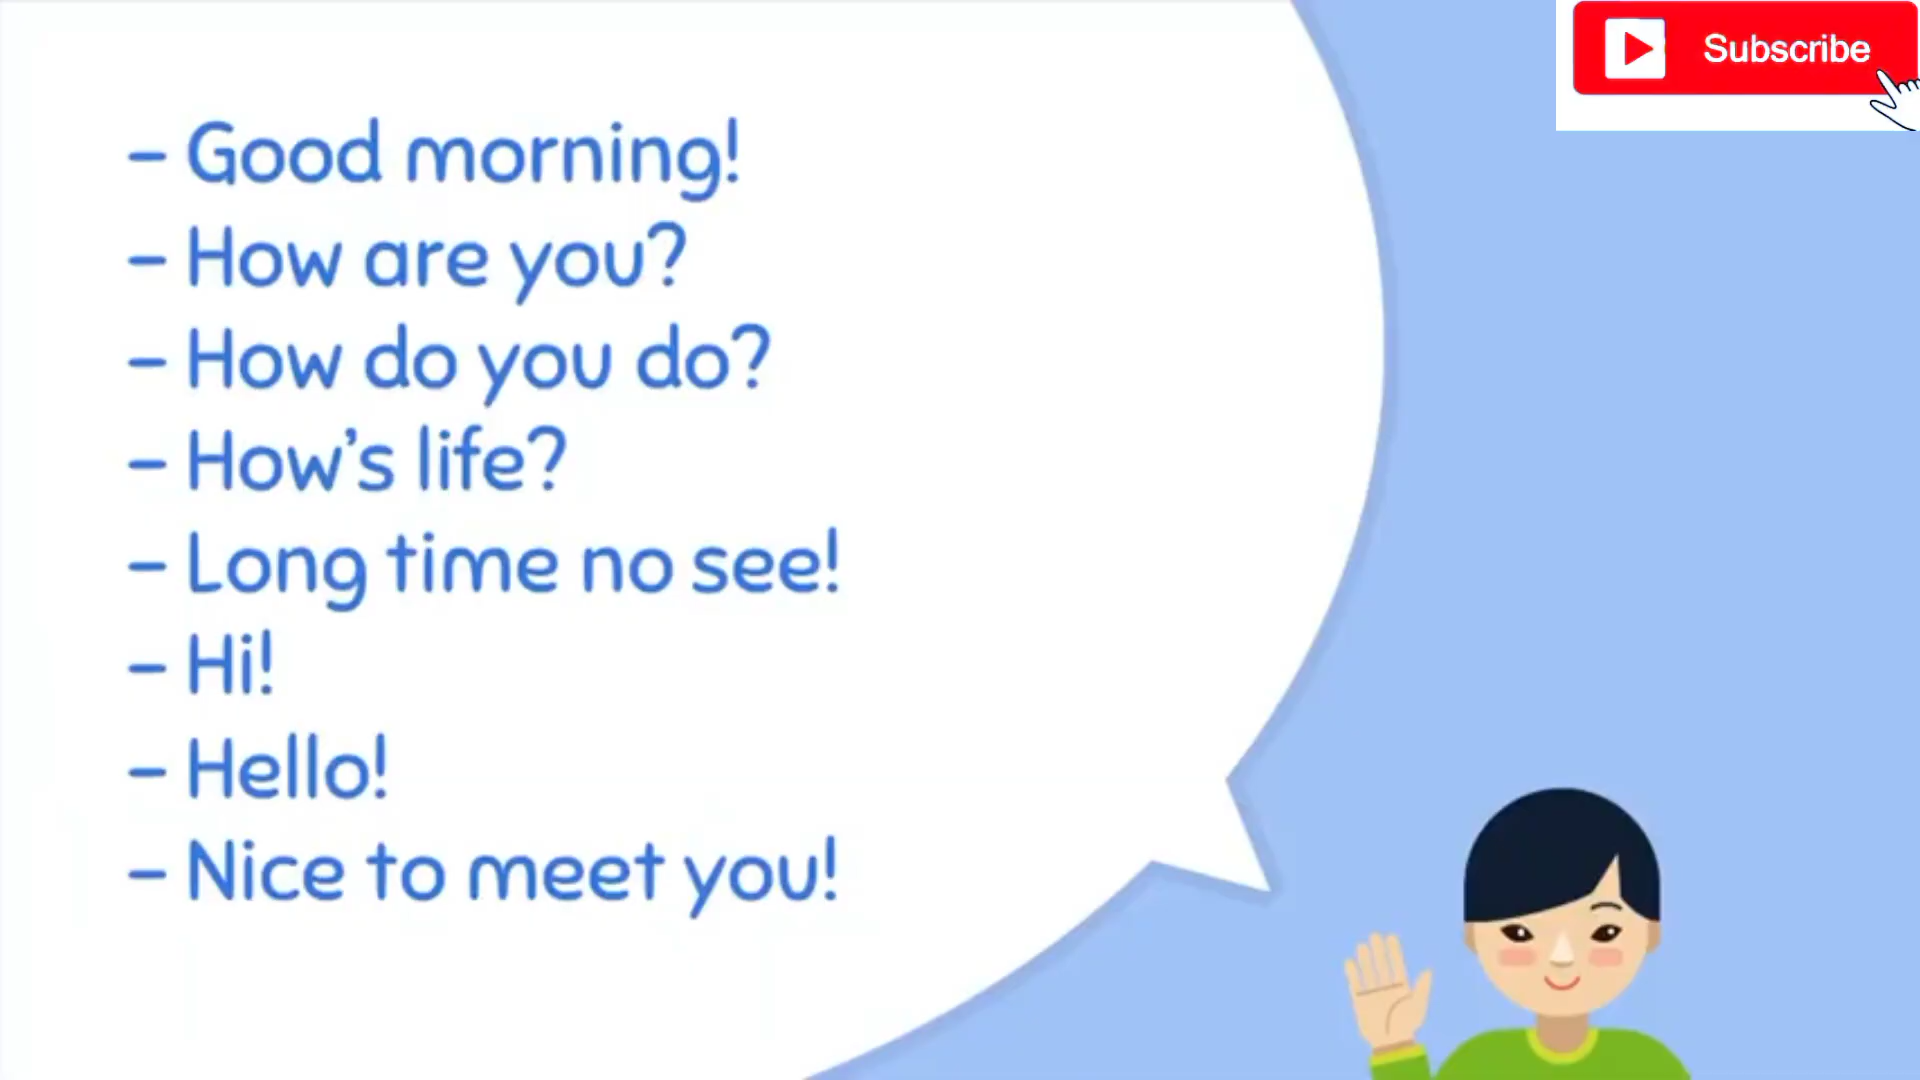 Subscribe
– Good morning!
– How are you?
– How do you do?
– How’s life?
– Long time no see!
– Hi!
– Hello!
– Nice to meet you!